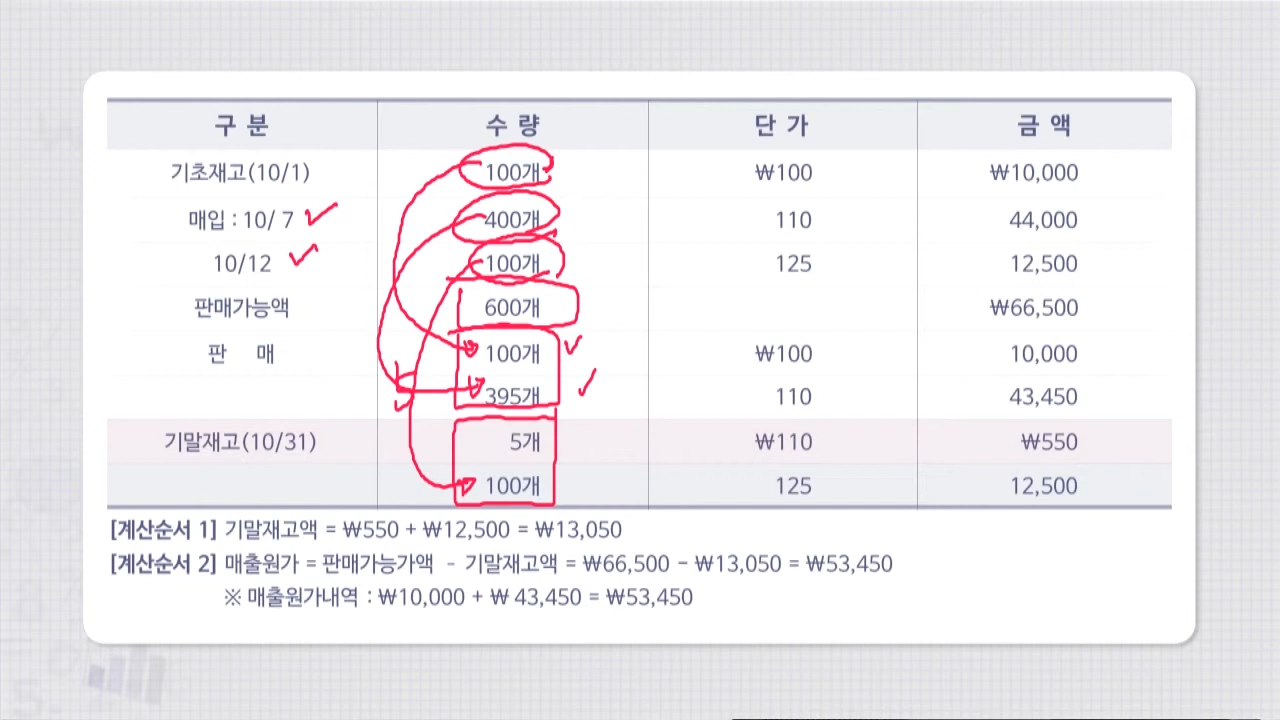 구 분 수 량 단 가 금 액
기초재고(10/1) 100개 ₩100 ₩10,000
매입 : 10/ 7 400개 110 44,000
10/12 100개 125 12,500
판매가능액 600개 ₩66,500
판 매 100개 ₩100 10,000
395개 110 43,450
기말재고(10/31) 5개 ₩110 ₩550
100개 125 12,500
[계산순서 1] 기말재고액 = ₩550 + ₩12,500 = ₩13,050
[계산순서 2] 매출원가 = 판매가능가액 - 기말재고액 = ₩66,500 - ₩13,050 = ₩53,450
※ 매출원가내역 : ₩10,000 + ₩ 43,450 = ₩53,450